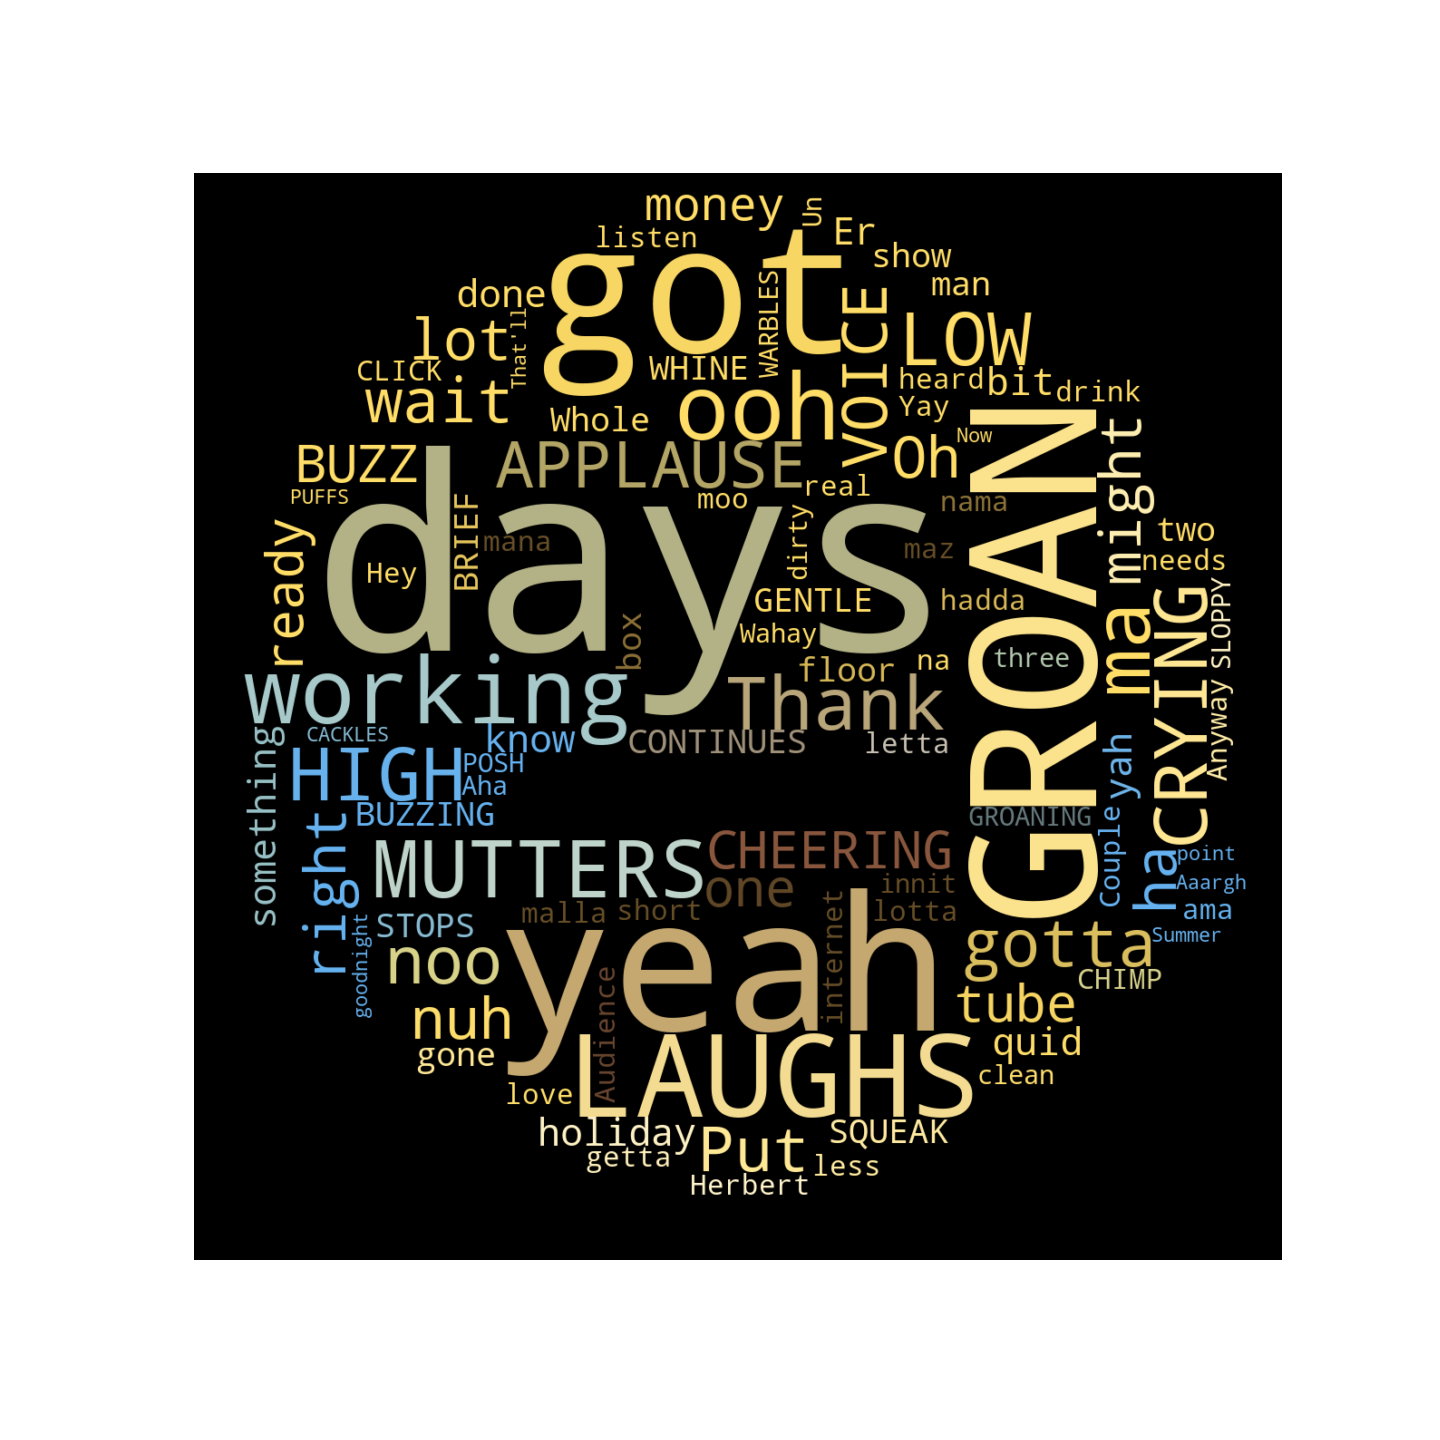 money
Un
Er
listen
show
got
man
done
WARBLES
VOICE
lot
That'll
LOW
CLICK
WHINE
heard
bit
drink
wait
ooh
Yay
Whole
Now
GROAN
might
BUZZ
APPLAUSE
Oh
days
PUFFS
moo
real
nama
ready
BRIEF
mana
dirty
maz
two
Hey
needs
GENTLE
hadda
ma
CRYING
SLOPPY
Wahay
box
three
working
floor
na
Thank
Anyway
something
CACKLES
know
CONTINUES
letta
HIGH
POSH
yah
Aha
BUZZING
GROANING
right
MUTTERS
CHEERING
Couple
ha
point
one
innit
Aaargh
malla
short
lotta
ama
STOPS
yeah
internet
Summer
goodnight
noo
gotta
CHIMP
nuh
Audience
tube
gone
LAUGHS
quid
love
clean
holiday
Put
SQUEAK
getta
less
Herbert